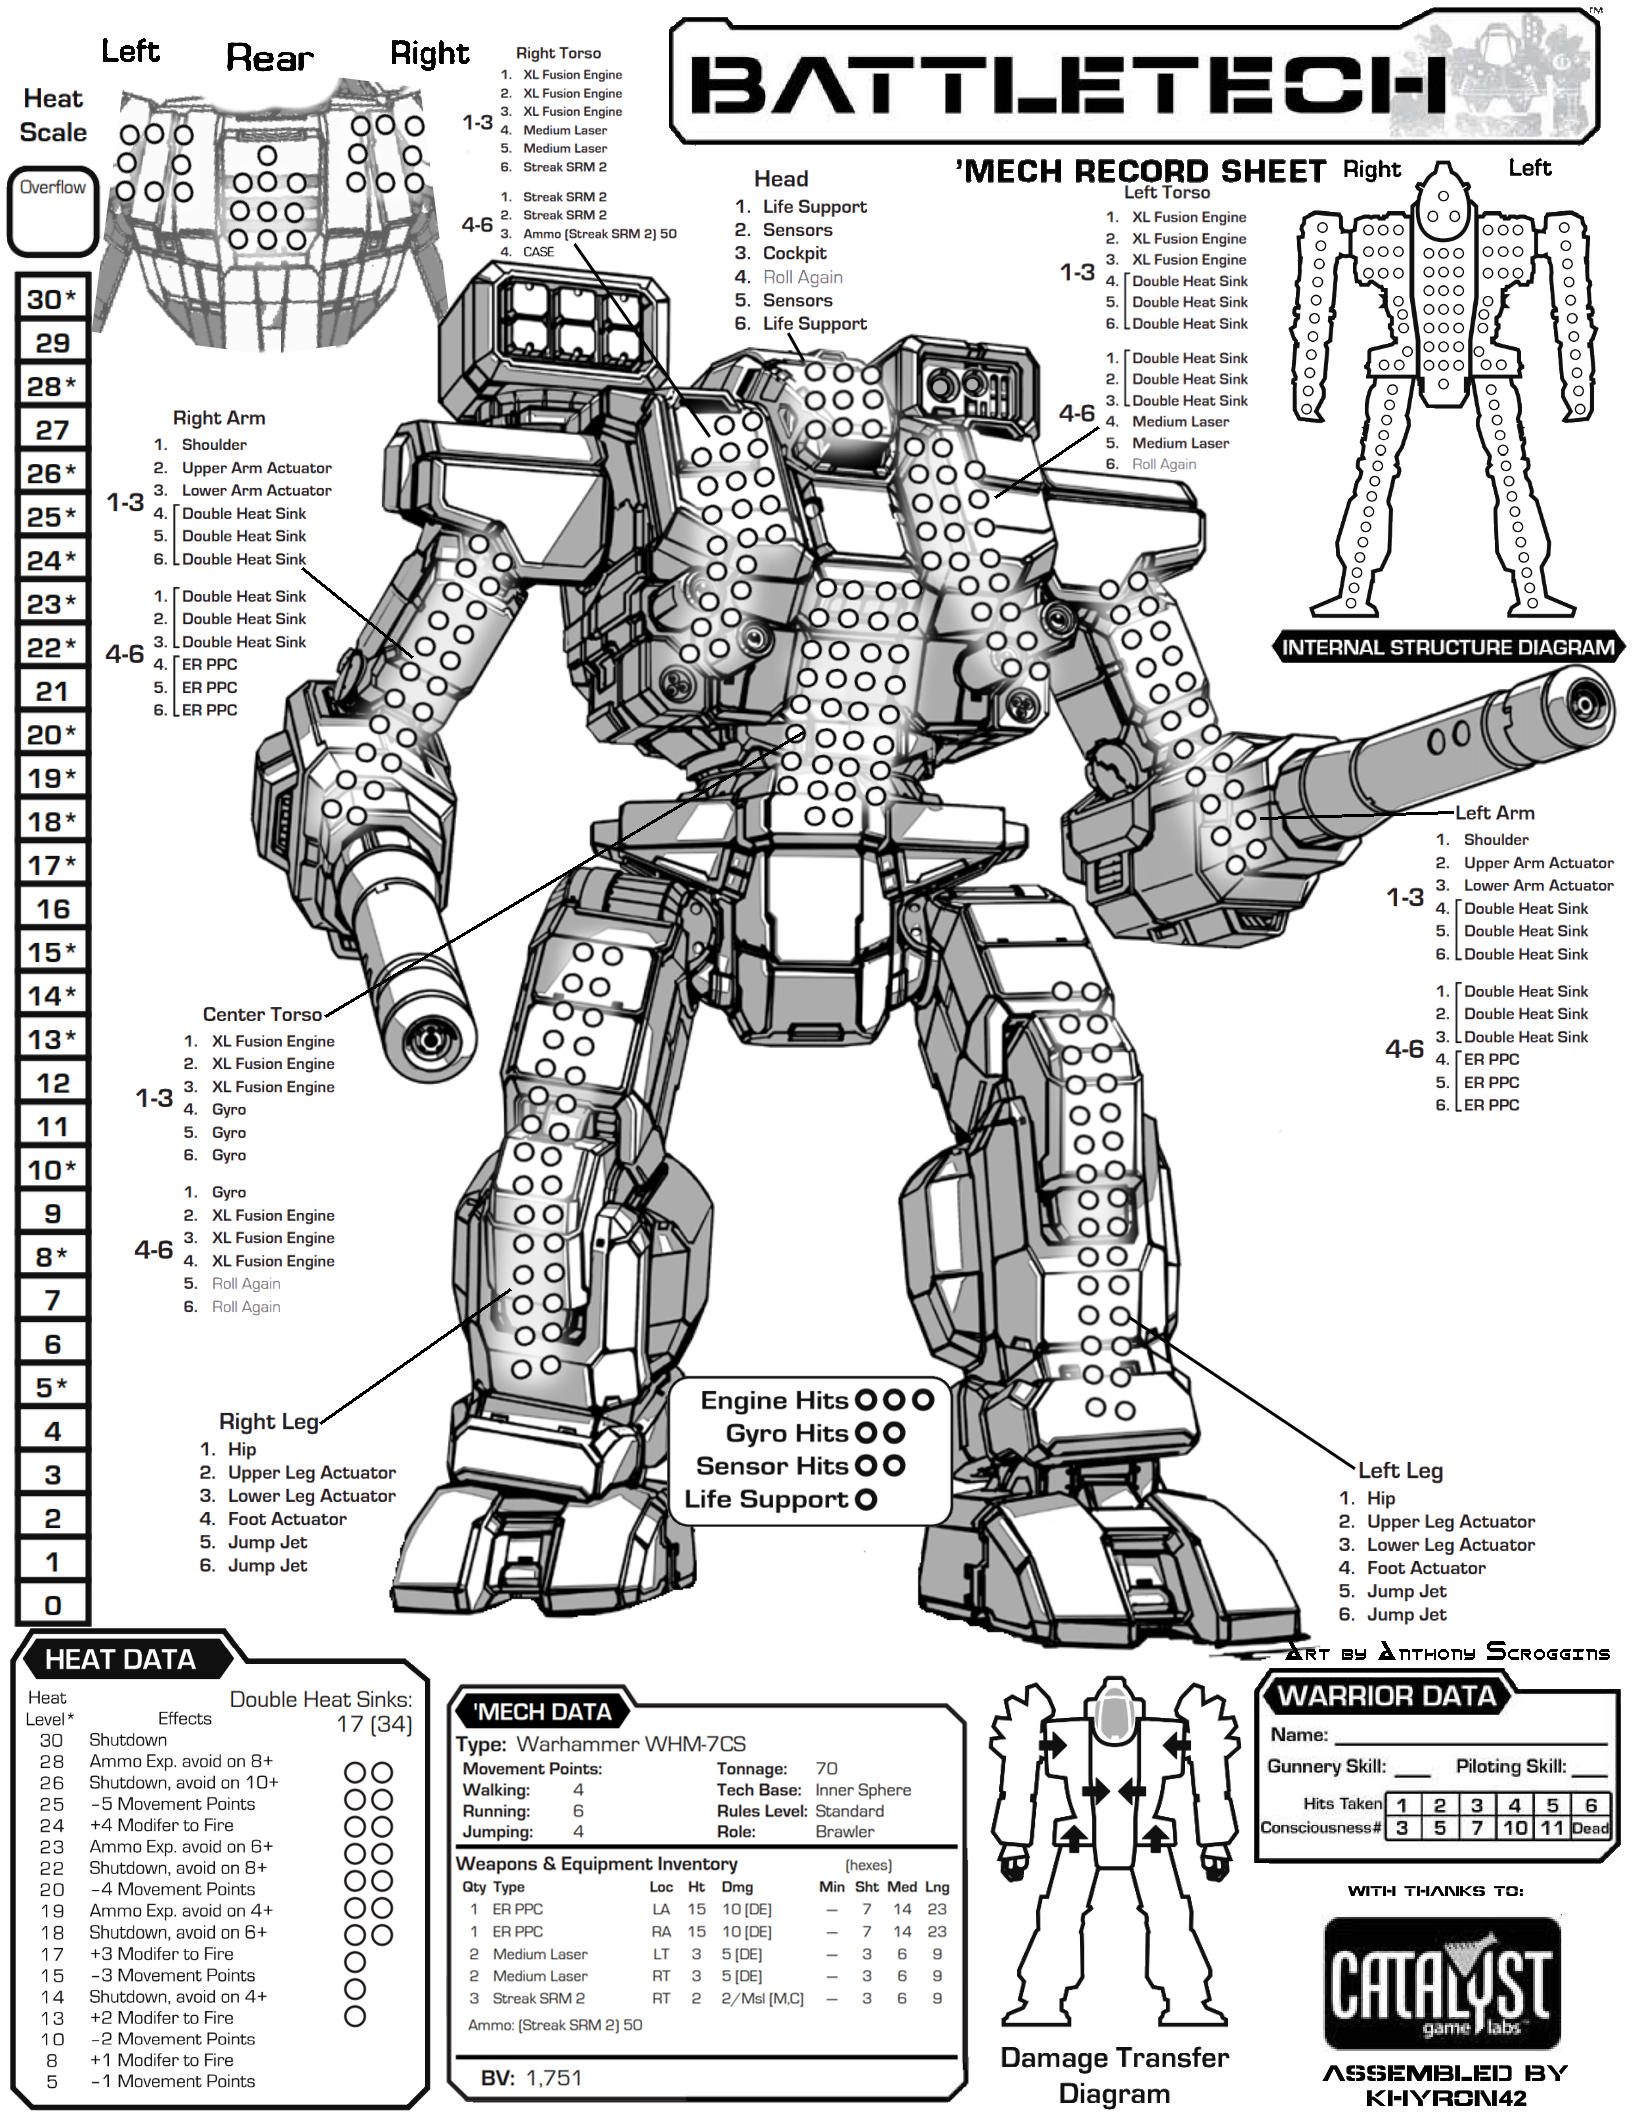 BATTLETECH
™
'MECH RECORD SHEET
Left
Rear
Right
Heat
Scale
Overflow
30*
29
28*
27
26*
25*
24*
23*
22*
21
20*
19*
18*
17*
16
15*
14*
13*
12
11
10*
9
8*
7
6
5*
4
3
2
1
0
Right Torso
1-3
1. XL Fusion Engine
2. XL Fusion Engine
3. XL Fusion Engine
4. Medium Laser
5. Medium Laser
6. Streak SRM 2
4-6
1. Streak SRM 2
2. Streak SRM 2
3. Ammo (Streak SRM 2) 50
4. CASE
Head
1. Life Support
2. Sensors
3. Cockpit
4. Roll Again
5. Sensors
6. Life Support
Left Torso
1-3
1. XL Fusion Engine
2. XL Fusion Engine
3. XL Fusion Engine
4. Double Heat Sink
5. Double Heat Sink
6. Double Heat Sink
4-6
1. Double Heat Sink
2. Double Heat Sink
3. Double Heat Sink
4. Medium Laser
5. Medium Laser
6. Roll Again
Right
Left
INTERNAL STRUCTURE DIAGRAM
Right Arm
1-3
1. Shoulder
2. Upper Arm Actuator
3. Lower Arm Actuator
4. Double Heat Sink
5. Double Heat Sink
6. Double Heat Sink
4-6
1. Double Heat Sink
2. Double Heat Sink
3. Double Heat Sink
4. ER PPC
5. ER PPC
6. ER PPC
Left Arm
1-3
1. Shoulder
2. Upper Arm Actuator
3. Lower Arm Actuator
4. Double Heat Sink
5. Double Heat Sink
6. Double Heat Sink
4-6
1. Double Heat Sink
2. Double Heat Sink
3. Double Heat Sink
4. ER PPC
5. ER PPC
6. ER PPC
Center Torso
1-3
1. XL Fusion Engine
2. XL Fusion Engine
3. XL Fusion Engine
4. Gyro
5. Gyro
6. Gyro
4-6
1. Gyro
2. XL Fusion Engine
3. XL Fusion Engine
4. XL Fusion Engine
5. Roll Again
6. Roll Again
Right Leg
1. Hip
2. Upper Leg Actuator
3. Lower Leg Actuator
4. Foot Actuator
5. Jump Jet
6. Jump Jet
Engine Hits
Gyro Hits
Sensor Hits
Life Support
Left Leg
1. Hip
2. Upper Leg Actuator
3. Lower Leg Actuator
4. Foot Actuator
5. Jump Jet
6. Jump Jet
Art by Anthony Scroggins
HEAT DATA
Heat
Level* Effects
Double Heat Sinks:
17 (34)
30 Shutdown
28 Ammo Exp. avoid on 8+
26 Shutdown, avoid on 10+
25 -5 Movement Points
24 +4 Modifer to Fire
23 Ammo Exp. avoid on 6+
22 Shutdown, avoid on 8+
20 -4 Movement Points
19 Ammo Exp. avoid on 4+
18 Shutdown, avoid on 6+
17 +3 Modifer to Fire
15 -3 Movement Points
14 Shutdown, avoid on 4+
13 +2 Modifer to Fire
10 -2 Movement Points
8 +1 Modifer to Fire
5 -1 Movement Points
'MECH DATA
Type: Warhammer WHM-7CS
Movement Points: Tonnage: 70
Walking: 4 Tech Base: Inner Sphere
Running: 6 Rules Level: Standard
Jumping: 4 Role: Brawler
Weapons & Equipment Inventory (hexes)
Qty Type Loc Ht Dmg Min Sht Med Lng
1 ER PPC LA 15 10 [DE] — 7 14 23
1 ER PPC RA 15 10 [DE] — 7 14 23
2 Medium Laser LT 3 5 [DE] — 3 6 9
2 Medium Laser RT 3 5 [DE] — 3 6 9
3 Streak SRM 2 RT 2 2/Msl [M,C] — 3 6 9
Ammo: (Streak SRM 2) 50
BV: 1,751
Damage Transfer
Diagram
WARRIOR DATA
Name:
Gunnery Skill: Piloting Skill:
Hits Taken 1 2 3 4 5 6
Consciousness# 3 5 7 10 11 Dead
WITH THANKS TO:
CATALYST
game labs™
ASSEMBLED BY
KHYRON42